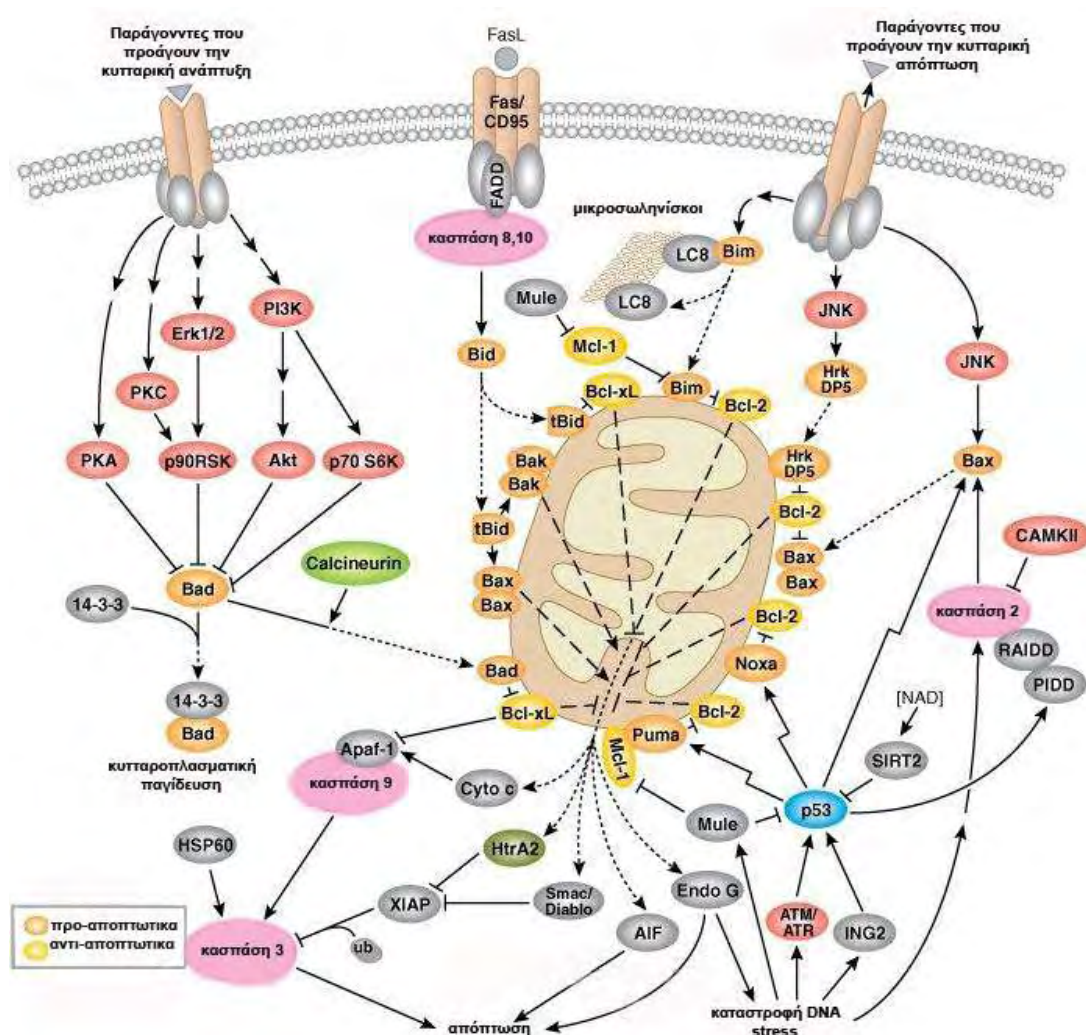 Παράγονντες που
προάγουν την
κυτταρική ανάπτυξη
FasL
Παράγοντες που
προάγουν την κυτταρική
απόπτωση
Fas/
CD95
FADD
κασπάση 8,10
μικροσωληνίσκοι
LC8
Bim
LC8
Mule
Mcl-1
JNK
Hrk
DP5
JNK
PI3K
Erk1/2
PKC
PKA
p90RSK
Akt
p70 S6K
Bid
tBid
Bcl-xL
Bim
Bcl-2
Bak
Bak
tBid
Bax
Bax
Hrk
DP5
Bcl-2
Bax
Bax
Bax
CAMKII
Calcineurin
Bad
14-3-3
14-3-3
Bad
κυτταροπλασματική
παγίδευση
Bad
Bcl-xL
Bcl-2
Noxa
Bcl-2
Puma
Mcl-1
κασπάση 2
RAIDD
PIDD
[NAD]
SIRT2
p53
Mule
Apaf-1
κασπάση 9
Cyto c
HSP60
HtrA2
XIAP
Smac/
Diablo
Endo G
AIF
ub
κασπάση 3
ATM/
ATR
ING2
προ-αποπτωτικα
αντι-αποπτωτικα
απόπτωση
καταστροφή DNA
stress